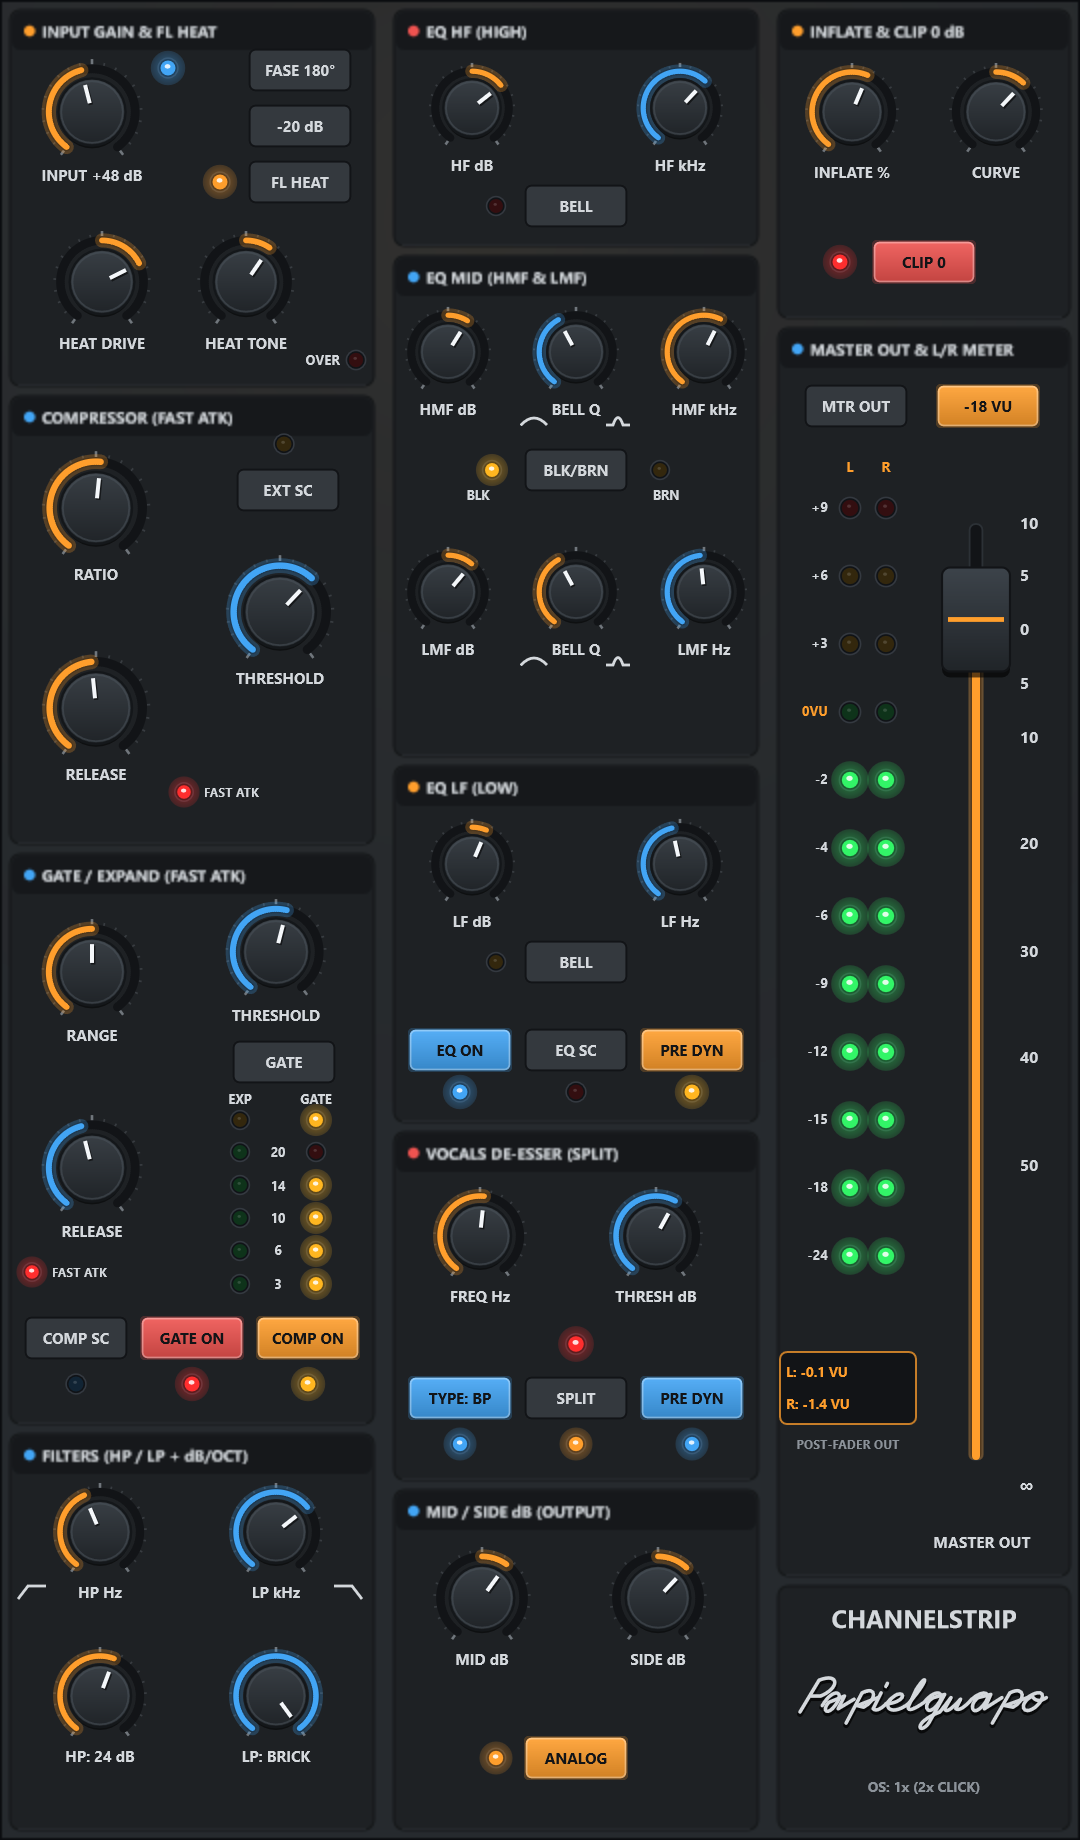 INPUT GAIN & FL HEAT
FASE 180°
-20 dB
INPUT +48 dB
FL HEAT
HEAT DRIVE
HEAT TONE
OVER
COMPRESSOR (FAST ATK)
EXT SC
RATIO
THRESHOLD
RELEASE
FAST ATK
GATE / EXPAND (FAST ATK)
RANGE
THRESHOLD
GATE
EXP
GATE
20
14
10
6
3
RELEASE
FAST ATK
COMP SC
GATE ON
COMP ON
FILTERS (HP / LP + dB/OCT)
HP Hz
LP kHz
HP: 24 dB
LP: BRICK
EQ HF (HIGH)
HF dB
HF kHz
BELL
EQ MID (HMF & LMF)
HMF dB
BELL Q
HMF kHz
BLK/BRN
BLK
BRN
LMF dB
BELL Q
LMF Hz
EQ LF (LOW)
LF dB
LF Hz
BELL
EQ ON
EQ SC
PRE DYN
VOCALS DE-ESSER (SPLIT)
FREQ Hz
THRESH dB
TYPE: BP
SPLIT
PRE DYN
MID / SIDE dB (OUTPUT)
MID dB
SIDE dB
ANALOG
INFLATE & CLIP 0 dB
INFLATE %
CURVE
CLIP 0
MASTER OUT & L/R METER
MTR OUT
-18 VU
L
R
+9
+6
+3
0VU
-2
-4
-6
-9
-12
-15
-18
-24
10
5
0
5
10
20
30
40
50
∞
L: -0.1 VU
R: -1.4 VU
POST-FADER OUT
MASTER OUT
CHANNELSTRIP
Papielguapo
OS: 1x (2x CLICK)